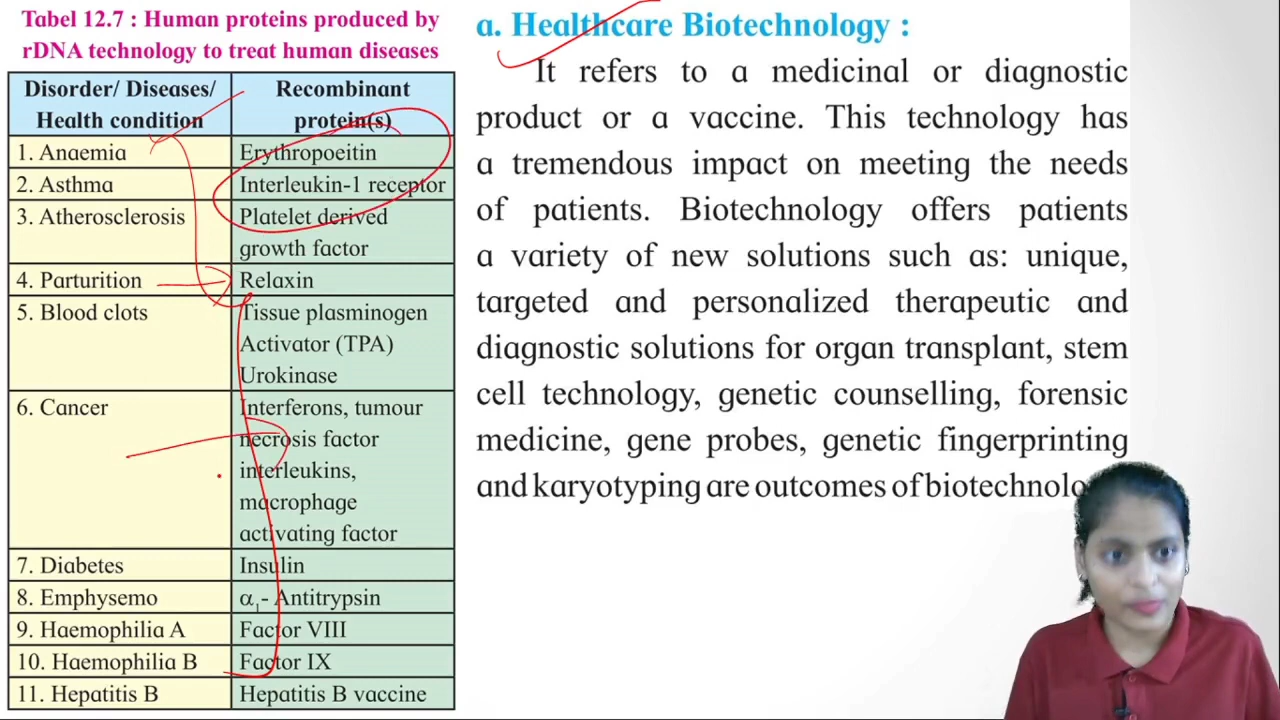 Tabel 12.7 : Human proteins produced by
rDNA technology to treat human diseases
Disorder/ Diseases/
Health condition
Recombinant
protein(s)
1. Anaemia
Erythropoeitin
2. Asthma
Interleukin-1 receptor
3. Atherosclerosis
Platelet derived
growth factor
4. Parturition
Relaxin
5. Blood clots
Tissue plasminogen
Activator (TPA)
Urokinase
6. Cancer
Interferons, tumour
necrosis factor
interleukins,
macrophage
activating factor
7. Diabetes
Insulin
8. Emphysemo
α₁- Antitrypsin
9. Haemophilia A
Factor VIII
10. Haemophilia B
Factor IX
11. Hepatitis B
Hepatitis B vaccine
a. Healthcare Biotechnology :
It refers to a medicinal or diagnostic
product or a vaccine. This technology has
a tremendous impact on meeting the needs
of patients. Biotechnology offers patients
a variety of new solutions such as: unique,
targeted and personalized therapeutic and
diagnostic solutions for organ transplant, stem
cell technology, genetic counselling, forensic
medicine, gene probes, genetic fingerprinting
and karyotyping are outcomes of